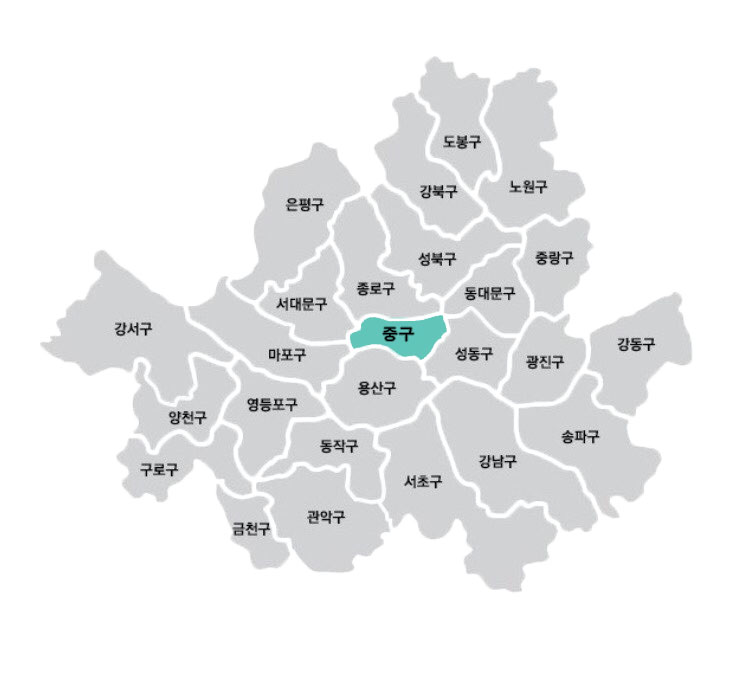 도봉구
강북구
노원구
은평구
성북구
중랑구
종로구
동대문구
서대문구
강서구
중구
마포구
성동구
광진구
강동구
용산구
양천구
영등포구
송파구
동작구
구로구
강남구
서초구
관악구
금천구